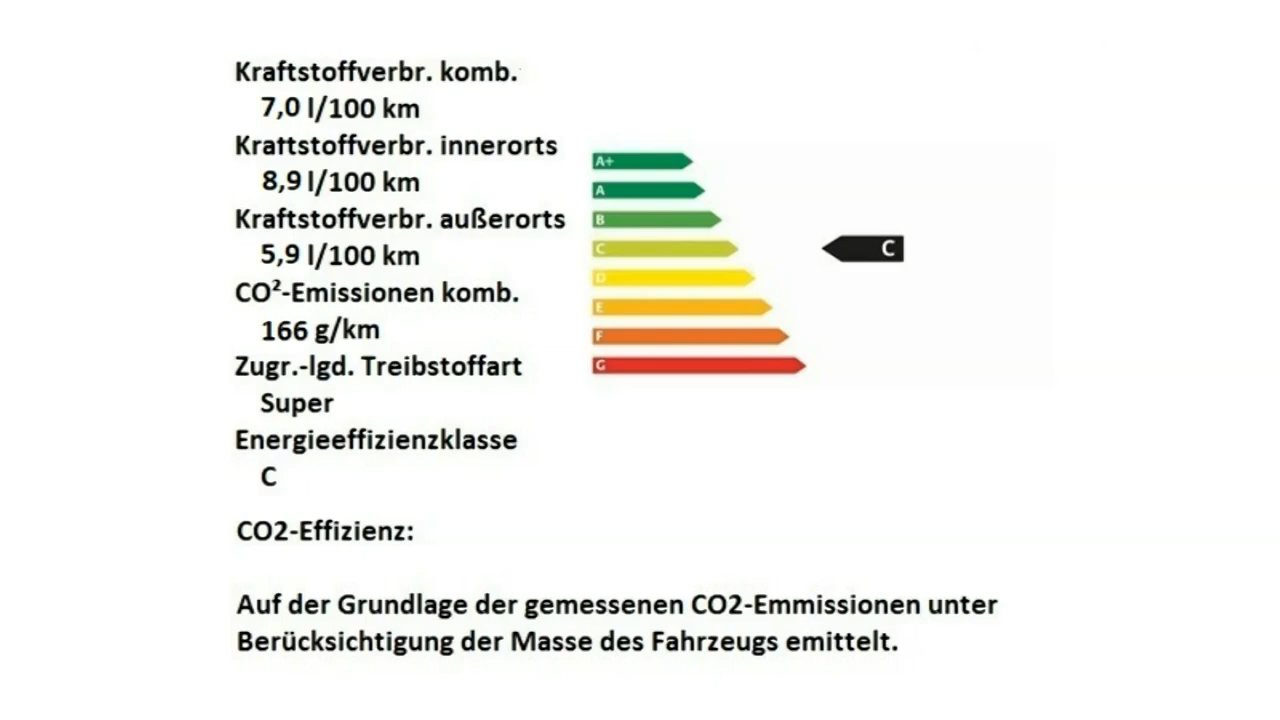 Kraftstoffverbr. komb.
7,0 l/100 km
Krattstoffverbr. innerorts
8,9 l/100 km
Kraftstoffverbr. außerorts
5,9 l/100 km
CO²-Emissionen komb.
166 g/km
Zugr.-lgd. Treibstoffart
Super
Energieeffizienzklasse
C
A+
A
B
C
D
E
F
G
C
CO2-Effizienz:
Auf der Grundlage der gemessenen CO2-Emmissionen unter
Berücksichtigung der Masse des Fahrzeugs emittelt.